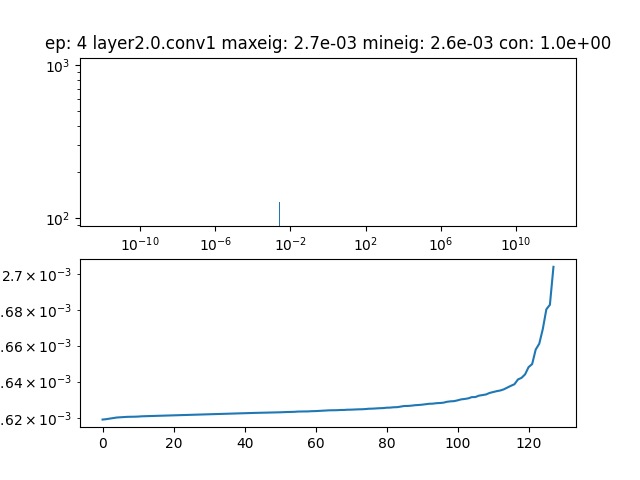 ep: 4 layer2.0.conv1 maxeig: 2.7e-03 mineig: 2.6e-03 con: 1.0e+00
10³
10²
10⁻¹⁰ 10⁻⁶ 10⁻² 10² 10⁶ 10¹⁰
2.7 × 10⁻³
.68 × 10⁻³
.66 × 10⁻³
.64 × 10⁻³
.62 × 10⁻³
0 20 40 60 80 100 120